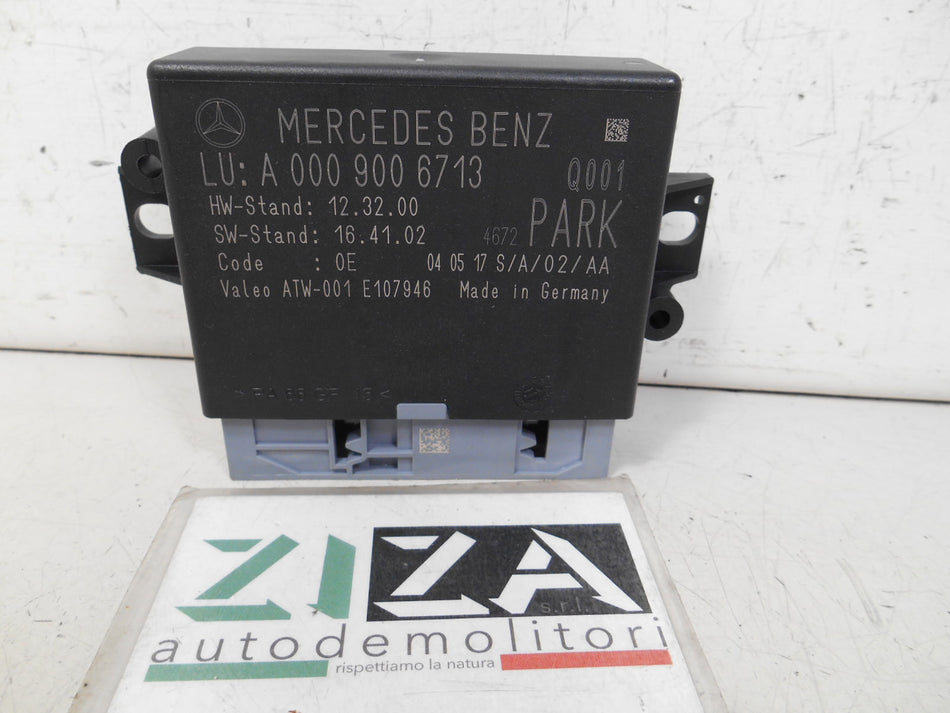 MERCEDES BENZ
LU: A 000 900 6713 Q001
HW-Stand: 12.32.00
SW-Stand: 16.41.02 4672 PARK
Code : 0E 04 05 17 S/A/02/AA
Valeo ATW-001 E107946 Made in Germany
ZIZA
s.r.l.
autodemolitori
rispettiamo la natura